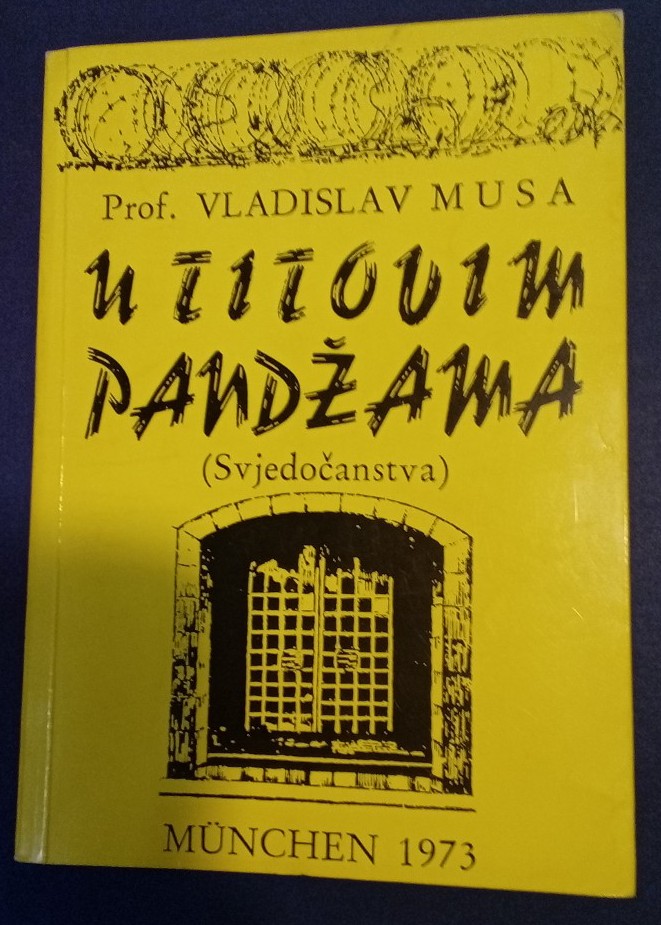 Prof. VLADISLAV MUSA
U TITOVIM
PANDŽAMA
(Svjedočanstva)
MÜNCHEN 1973